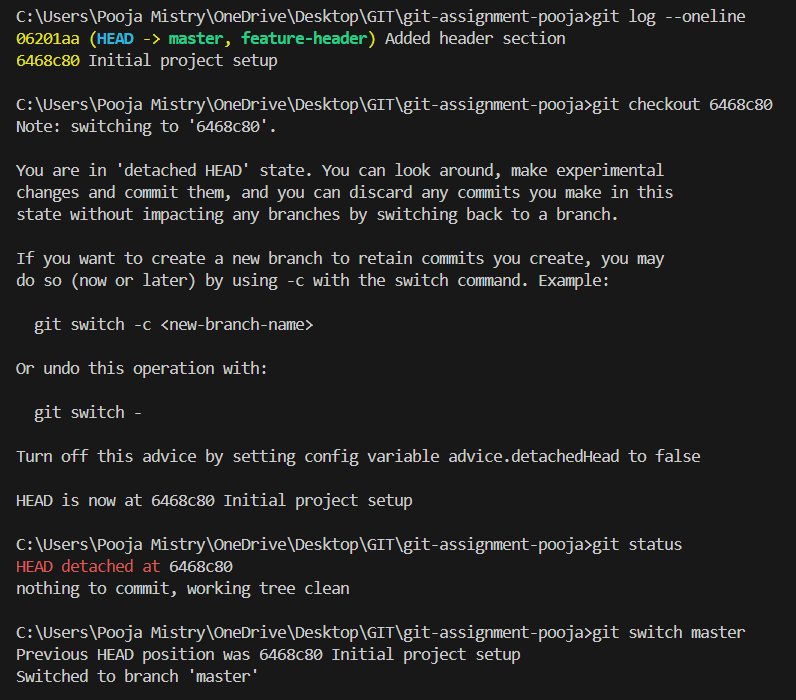 C:\Users\Pooja Mistry\OneDrive\Desktop\GIT\git-assignment-pooja>git log --oneline
06201aa (HEAD -> master, feature-header) Added header section
6468c80 Initial project setup
C:\Users\Pooja Mistry\OneDrive\Desktop\GIT\git-assignment-pooja>git checkout 6468c80
Note: switching to '6468c80'.
You are in 'detached HEAD' state. You can look around, make experimental
changes and commit them, and you can discard any commits you make in this
state without impacting any branches by switching back to a branch.
If you want to create a new branch to retain commits you create, you may
do so (now or later) by using -c with the switch command. Example:
git switch -c <new-branch-name>
Or undo this operation with:
git switch -
Turn off this advice by setting config variable advice.detachedHead to false
HEAD is now at 6468c80 Initial project setup
C:\Users\Pooja Mistry\OneDrive\Desktop\GIT\git-assignment-pooja>git status
HEAD detached at 6468c80
nothing to commit, working tree clean
C:\Users\Pooja Mistry\OneDrive\Desktop\GIT\git-assignment-pooja>git switch master
Previous HEAD position was 6468c80 Initial project setup
Switched to branch 'master'